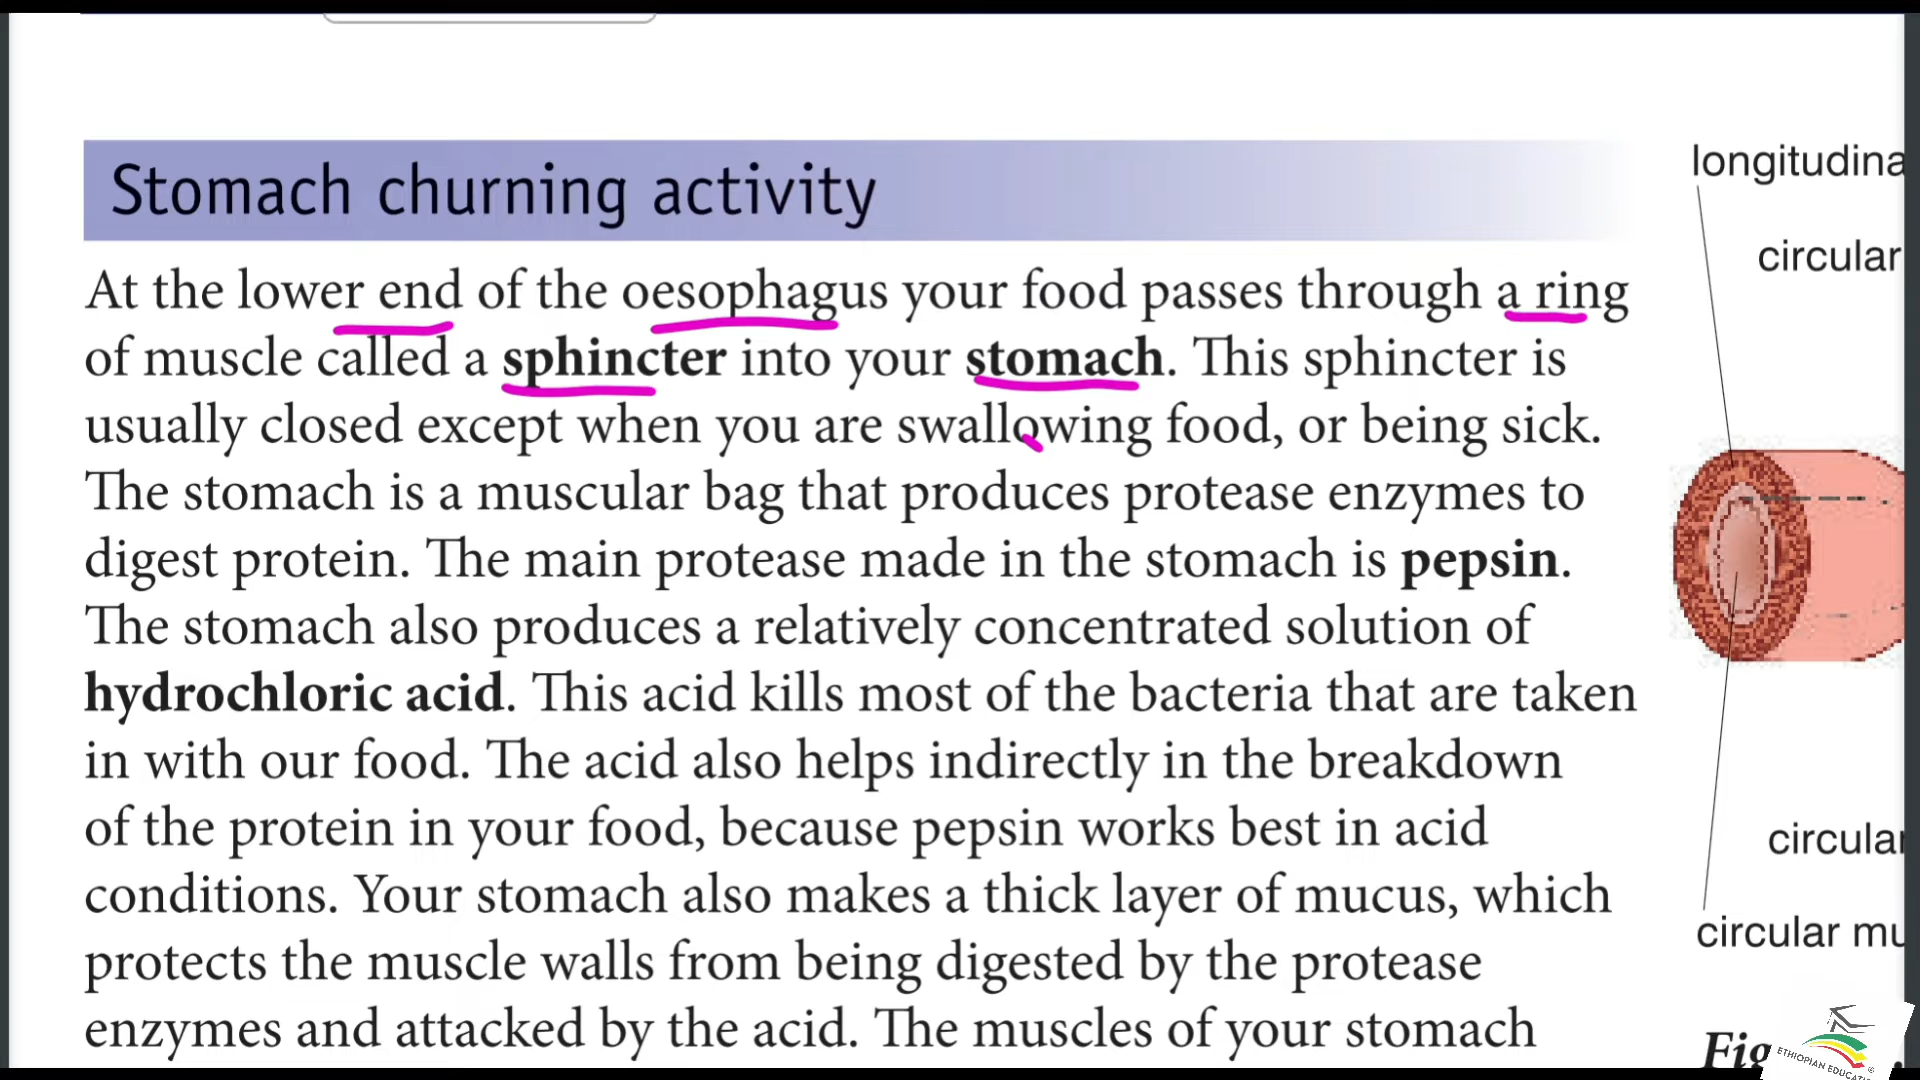 Stomach churning activity
At the lower end of the oesophagus your food passes through a ring
of muscle called a sphincter into your stomach. This sphincter is
usually closed except when you are swallowing food, or being sick.
The stomach is a muscular bag that produces protease enzymes to
digest protein. The main protease made in the stomach is pepsin.
The stomach also produces a relatively concentrated solution of
hydrochloric acid. This acid kills most of the bacteria that are taken
in with our food. The acid also helps indirectly in the breakdown
of the protein in your food, because pepsin works best in acid
conditions. Your stomach also makes a thick layer of mucus, which
protects the muscle walls from being digested by the protease
enzymes and attacked by the acid. The muscles of your stomach
longitudina
circular
circular
circular mu
Fig
ETHIOPIAN EDUCATI